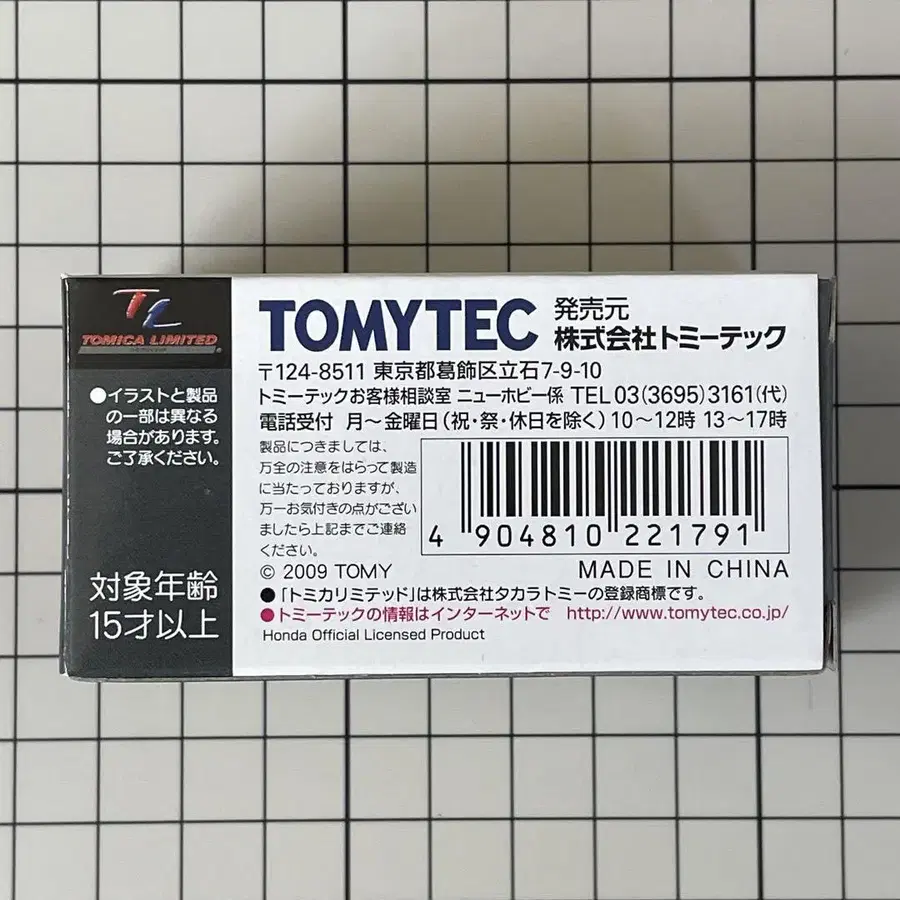 TL
TOMICA LIMITED
●イラストと製品
の一部は異なる
場合があります。
ご了承ください。
対象年齢
15才以上
TOMYTEC
発売元
株式会社トミーテック
〒124-8511 東京都葛飾区立石7-9-10
トミーテックお客様相談室 ニューホビー係 TEL 03(3695)3161(代)
電話受付 月〜金曜日(祝・祭・休日を除く) 10〜12時 13〜17時
製品につきましては、
万全の注意をはらって製造
に当たっておりますが、
万一お気付きの点がござい
ましたら上記までご連絡
ください。
4 904810 221791
© 2009 TOMY
MADE IN CHINA
●「トミカリミテッド」は株式会社タカラトミーの登録商標です。
●トミーテックの情報はインターネットで http://www.tomytec.co.jp/
Honda Official Licensed Product